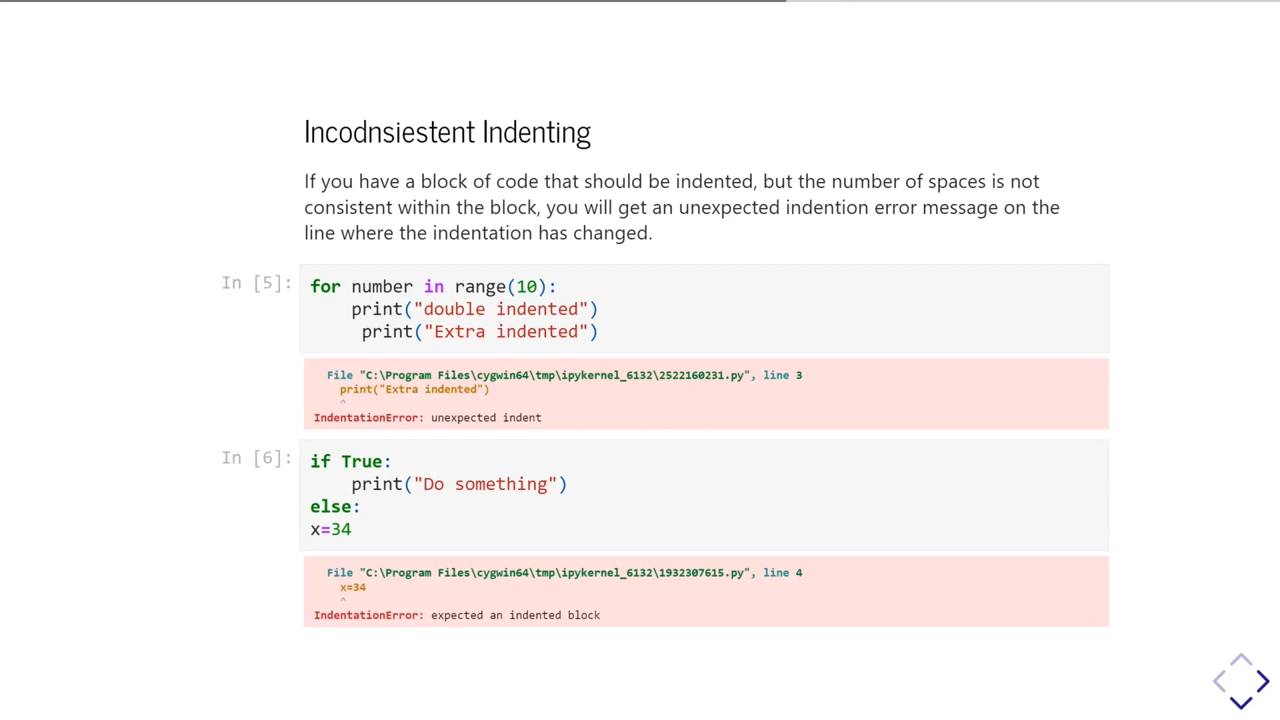 Incodnsiestent Indenting
If you have a block of code that should be indented, but the number of spaces is not
consistent within the block, you will get an unexpected indention error message on the
line where the indentation has changed.
In [5]:
for number in range(10):
    print("double indented")
     print("Extra indented")
File "C:\Program Files\cygwin64\tmp\ipykernel_6132\2522160231.py", line 3
    print("Extra indented")
    ^
IndentationError: unexpected indent
In [6]:
if True:
    print("Do something")
else:
x=34
File "C:\Program Files\cygwin64\tmp\ipykernel_6132\1932307615.py", line 4
    x=34
    ^
IndentationError: expected an indented block